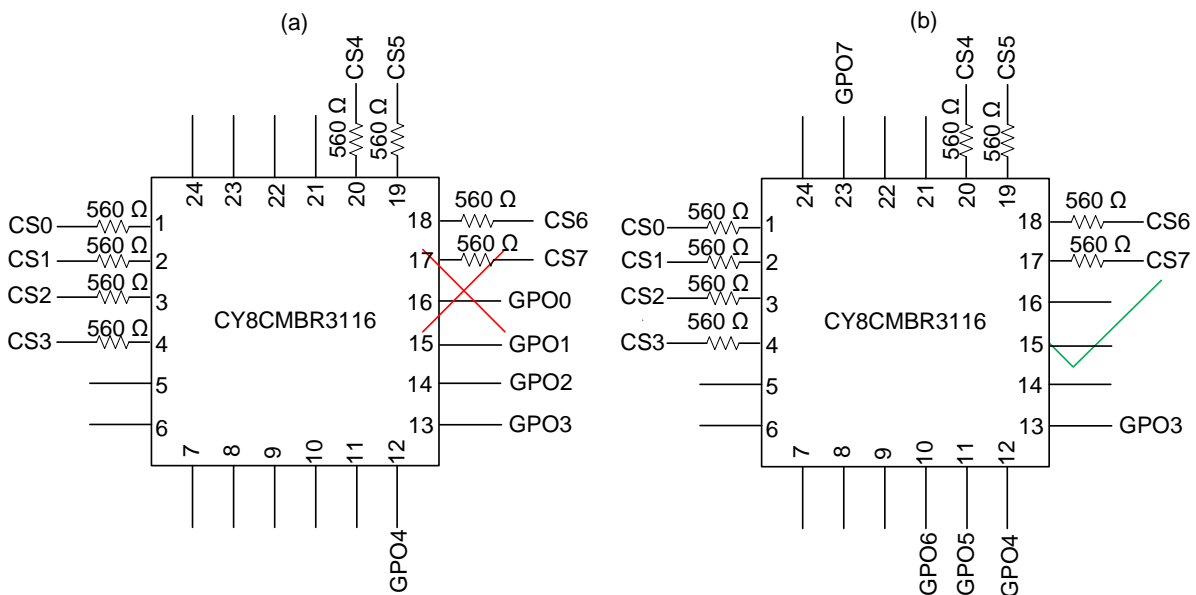 (a)
CS4
CS5
560 Ω
560 Ω
24
23
22
21
20
19
CS0
560 Ω
1
CS1
560 Ω
2
CS2
560 Ω
3
CS3
560 Ω
4
5
6
CY8CMBR3116
18
560 Ω
CS6
17
560 Ω
CS7
16
GPO0
15
GPO1
14
GPO2
13
GPO3
7
8
9
10
11
12
GPO4
(b)
GPO7
CS4
CS5
560 Ω
560 Ω
24
23
22
21
20
19
CS0
560 Ω
1
CS1
560 Ω
2
CS2
560 Ω
3
CS3
560 Ω
4
5
6
CY8CMBR3116
18
560 Ω
CS6
17
560 Ω
CS7
16
15
14
13
GPO3
7
8
9
10
11
12
GPO6
GPO5
GPO4